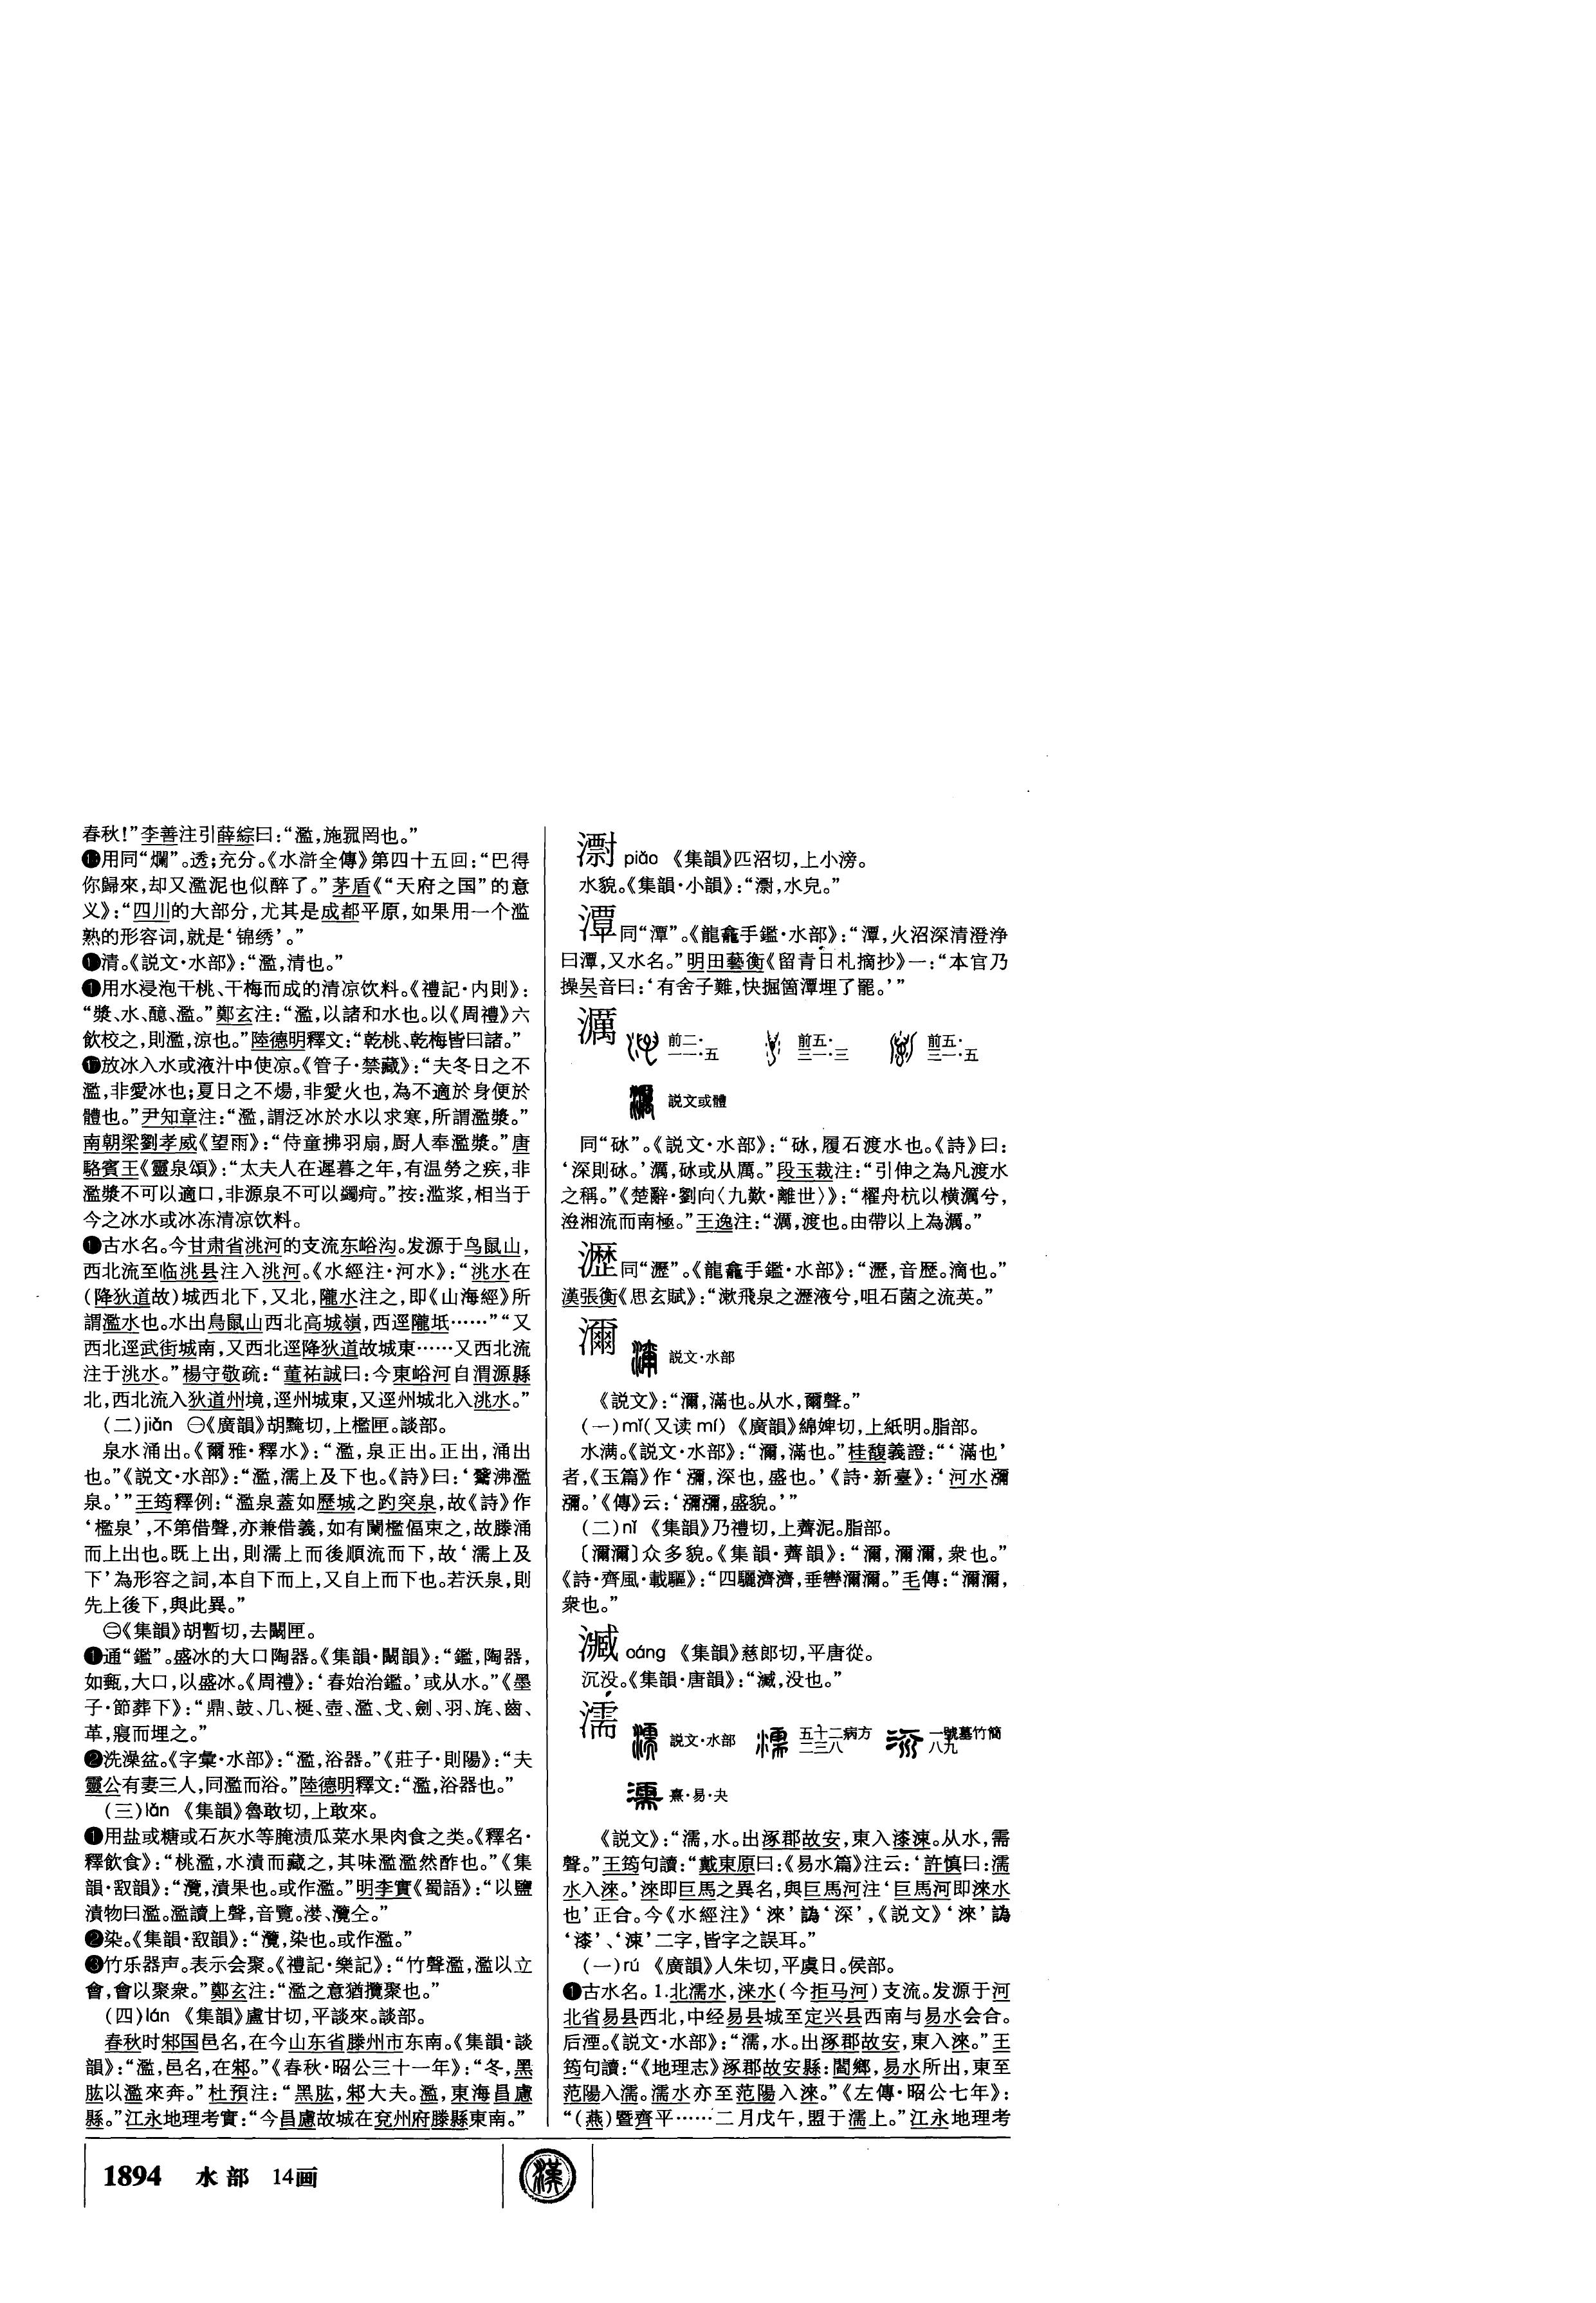 春秋!”李善注引薛綜曰:“濫,施罛罔也。”
用同“爛”。透;充分。《水滸全傳》第四十五回:“巴得
你歸來,却又濫泥也似醉了。”茅盾《“天府之国”的意
义》:“四川的大部分,尤其是成都平原,如果用一个滥
熟的形容词,就是‘锦绣’。”
清。《説文·水部》:“濫,清也。”
用水浸泡干桃、干梅而成的清凉饮料。《禮記·内則》:
“漿、水、醷、濫。”鄭玄注:“濫,以諸和水也。以《周禮》六
飲校之,則濫,涼也。”陸德明釋文:“乾桃、乾梅皆曰諸。”
放冰入水或液汁中使凉。《管子·禁藏》:“夫冬日之不
濫,非愛冰也;夏日之不煬,非愛火也,為不適於身便於
體也。”尹知章注:“濫,謂泛冰於水以求寒,所謂濫漿。”
南朝梁劉孝威《望雨》:“侍童拂羽扇,厨人奉濫漿。”唐
駱賓王《靈泉頌》:“太夫人在遲暮之年,有温勞之疾,非
濫漿不可以適口,非源泉不可以蠲疴。”按:滥浆,相当于
今之冰水或冰冻清凉饮料。
古水名。今甘肃省洮河的支流东峪沟。发源于鸟鼠山,
西北流至临洮县注入洮河。《水經注·河水》:“洮水在
(降狄道故)城西北下,又北,隴水注之,即《山海經》所
謂濫水也。水出鳥鼠山西北高城嶺,西逕隴坻……”“又
西北逕武街城南,又西北逕降狄道故城東……又西北流
注于洮水。”楊守敬疏:“董祐誠曰:今東峪河自渭源縣
北,西北流入狄道州境,逕州城東,又逕州城北入洮水。”
(二)jiàn ㊀《廣韻》胡黤切,上檻匣。談部。
泉水涌出。《爾雅·釋水》:“濫,泉正出。正出,涌出
也。”《説文·水部》:“濫,濡上及下也。《詩》曰:‘觱沸濫
泉。’”王筠釋例:“濫泉蓋如歷城之趵突泉,故《詩》作
‘檻泉’,不第借聲,亦兼借義,如有闌檻偪束之,故滕涌
而上出也。既上出,則濡上而後順流而下,故‘濡上及
下’為形容之詞,本自下而上,又自上而下也。若沃泉,則
先上後下,與此異。”
㊁《集韻》胡暫切,去闞匣。
❶通“鑑”。盛冰的大口陶器。《集韻·闞韻》:“鑑,陶器,
如甀,大口,以盛冰。《周禮》:‘春始治鑑。’或从水。”《墨
子·節葬下》:“鼎、鼓、几、梴、壺、濫、戈、劍、羽、旄、齒、
革,寢而埋之。”
❷洗澡盆。《字彙·水部》:“濫,浴器。”《莊子·則陽》:“夫
靈公有妻三人,同濫而浴。”陸德明釋文:“濫,浴器也。”
(三)lǎn 《集韻》魯敢切,上敢來。
❶用盐或糖或石灰水等腌渍瓜菜水果肉食之类。《釋名·
釋飲食》:“桃濫,水漬而藏之,其味濫濫然酢也。”《集
韻·㪉韻》:“灠,漬果也。或作濫。”明李實《蜀語》:“以鹽
漬物曰濫。濫讀上聲,音覽。漤、灠仝。”
❷染。《集韻·㪉韻》:“灠,染也。或作濫。”
❸竹乐器声。表示会聚。《禮記·樂記》:“竹聲濫,濫以立
會,會以聚衆。”鄭玄注:“濫之意猶擥聚也。”
(四)lán 《集韻》盧甘切,平談來。談部。
春秋时邾国邑名,在今山东省滕州市东南。《集韻·談
韻》:“濫,邑名,在邾。”《春秋·昭公三十一年》:“冬,黑
肱以濫來奔。”杜預注:“黑肱,邾大夫。濫,東海昌慮
縣。”江永地理考實:“今昌慮故城在兗州府滕縣東南。”
piǎo 《集韻》匹沼切,上小滂。
水貌。《集韻·小韻》:“,水皃。”
同“潭”。《龍龕手鑑·水部》:“潭,火沼深清澄浄
曰潭,又水名。”明田藝衡《留青日札摘抄》一:“本官乃
操吴音曰:‘有舍子難,快掘箇潭埋了罷。’”
濿 前二·一一·五 前五·三一·三 前五·三一·五
説文或體
同“砅”。《説文·水部》:“砅,履石渡水也。《詩》曰:
‘深則砅。’濿,砅或从厲。”段玉裁注:“引伸之為凡渡水
之稱。”《楚辭·劉向〈九歎·離世〉》:“櫂舟杭以横濿兮,
濟湘流而南極。”王逸注:“濿,渡也。由帶以上為濿。”
同“瀝”。《龍龕手鑑·水部》:“瀝,音歷。滴也。”
漢張衡《思玄賦》:“漱飛泉之瀝液兮,咀石菌之流英。”
濔 説文·水部
《説文》:“濔,滿也。从水,爾聲。”
(一)mǐ(又读mí) 《廣韻》綿婢切,上紙明。脂部。
水满。《説文·水部》:“濔,滿也。”桂馥義證:“‘滿也’
者,《玉篇》作‘瀰,深也,盛也。’《詩·新臺》:‘河水瀰
瀰。’《傳》云:‘瀰瀰,盛貌。’”
(二)nǐ 《集韻》乃禮切,上薺泥。脂部。
〔濔濔〕众多貌。《集韻·薺韻》:“濔,濔濔,衆也。”
《詩·齊風·載驅》:“四驪濟濟,垂轡濔濔。”毛傳:“濔濔,
衆也。”
濊 cáng 《集韻》慈郎切,平唐從。
沉没。《集韻·唐韻》:“,没也。”
濡 説文·水部 五十二病方二三八 一號墓竹簡八九
熹·易·夬
《説文》:“濡,水。出涿郡故安,東入漆涑。从水,需
聲。”王筠句讀:“戴東原曰:《易水篇》注云:‘許慎曰:濡
水入淶。’淶即巨馬之異名,與巨馬河注‘巨馬河即淶水
也’正合。今《水經注》‘淶’譌‘深’,《説文》‘淶’譌
‘漆’、‘涑’二字,皆字之誤耳。”
(一)rú 《廣韻》人朱切,平虞日。侯部。
❶古水名。1.北濡水,淶水(今拒马河)支流。发源于河
北省易县西北,中经易县城至定兴县西南与易水会合。
后湮。《説文·水部》:“濡,水。出涿郡故安,東入淶。”王
筠句讀:“《地理志》涿郡故安縣:閻鄉,易水所出,東至
范陽入濡。濡水亦至范陽入淶。”《左傳·昭公七年》:
“(燕)暨齊平……二月戊午,盟于濡上。”江永地理考
1894 水部 14画
漢